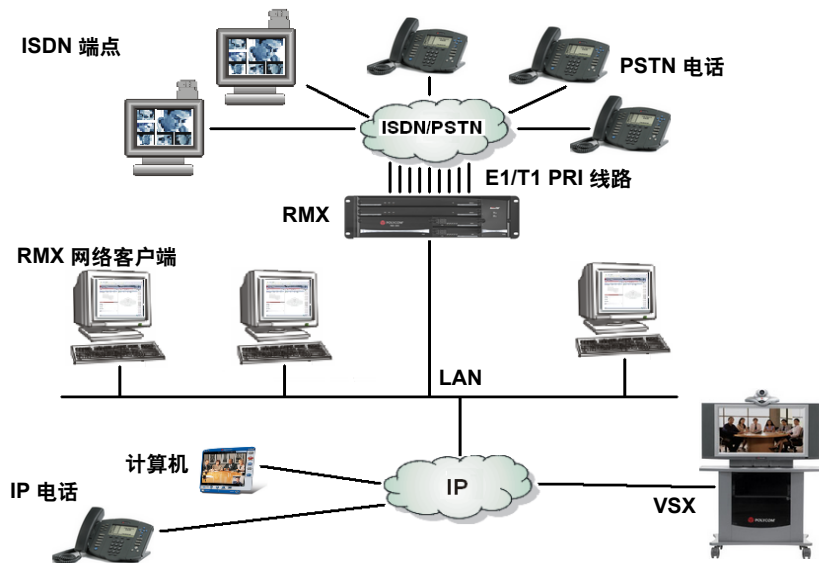 ISDN 端点
PSTN 电话
ISDN/PSTN
E1/T1 PRI 线路
RMX
RMX 网络客户端
LAN
计算机
IP
IP 电话
VSX
POLYCOM